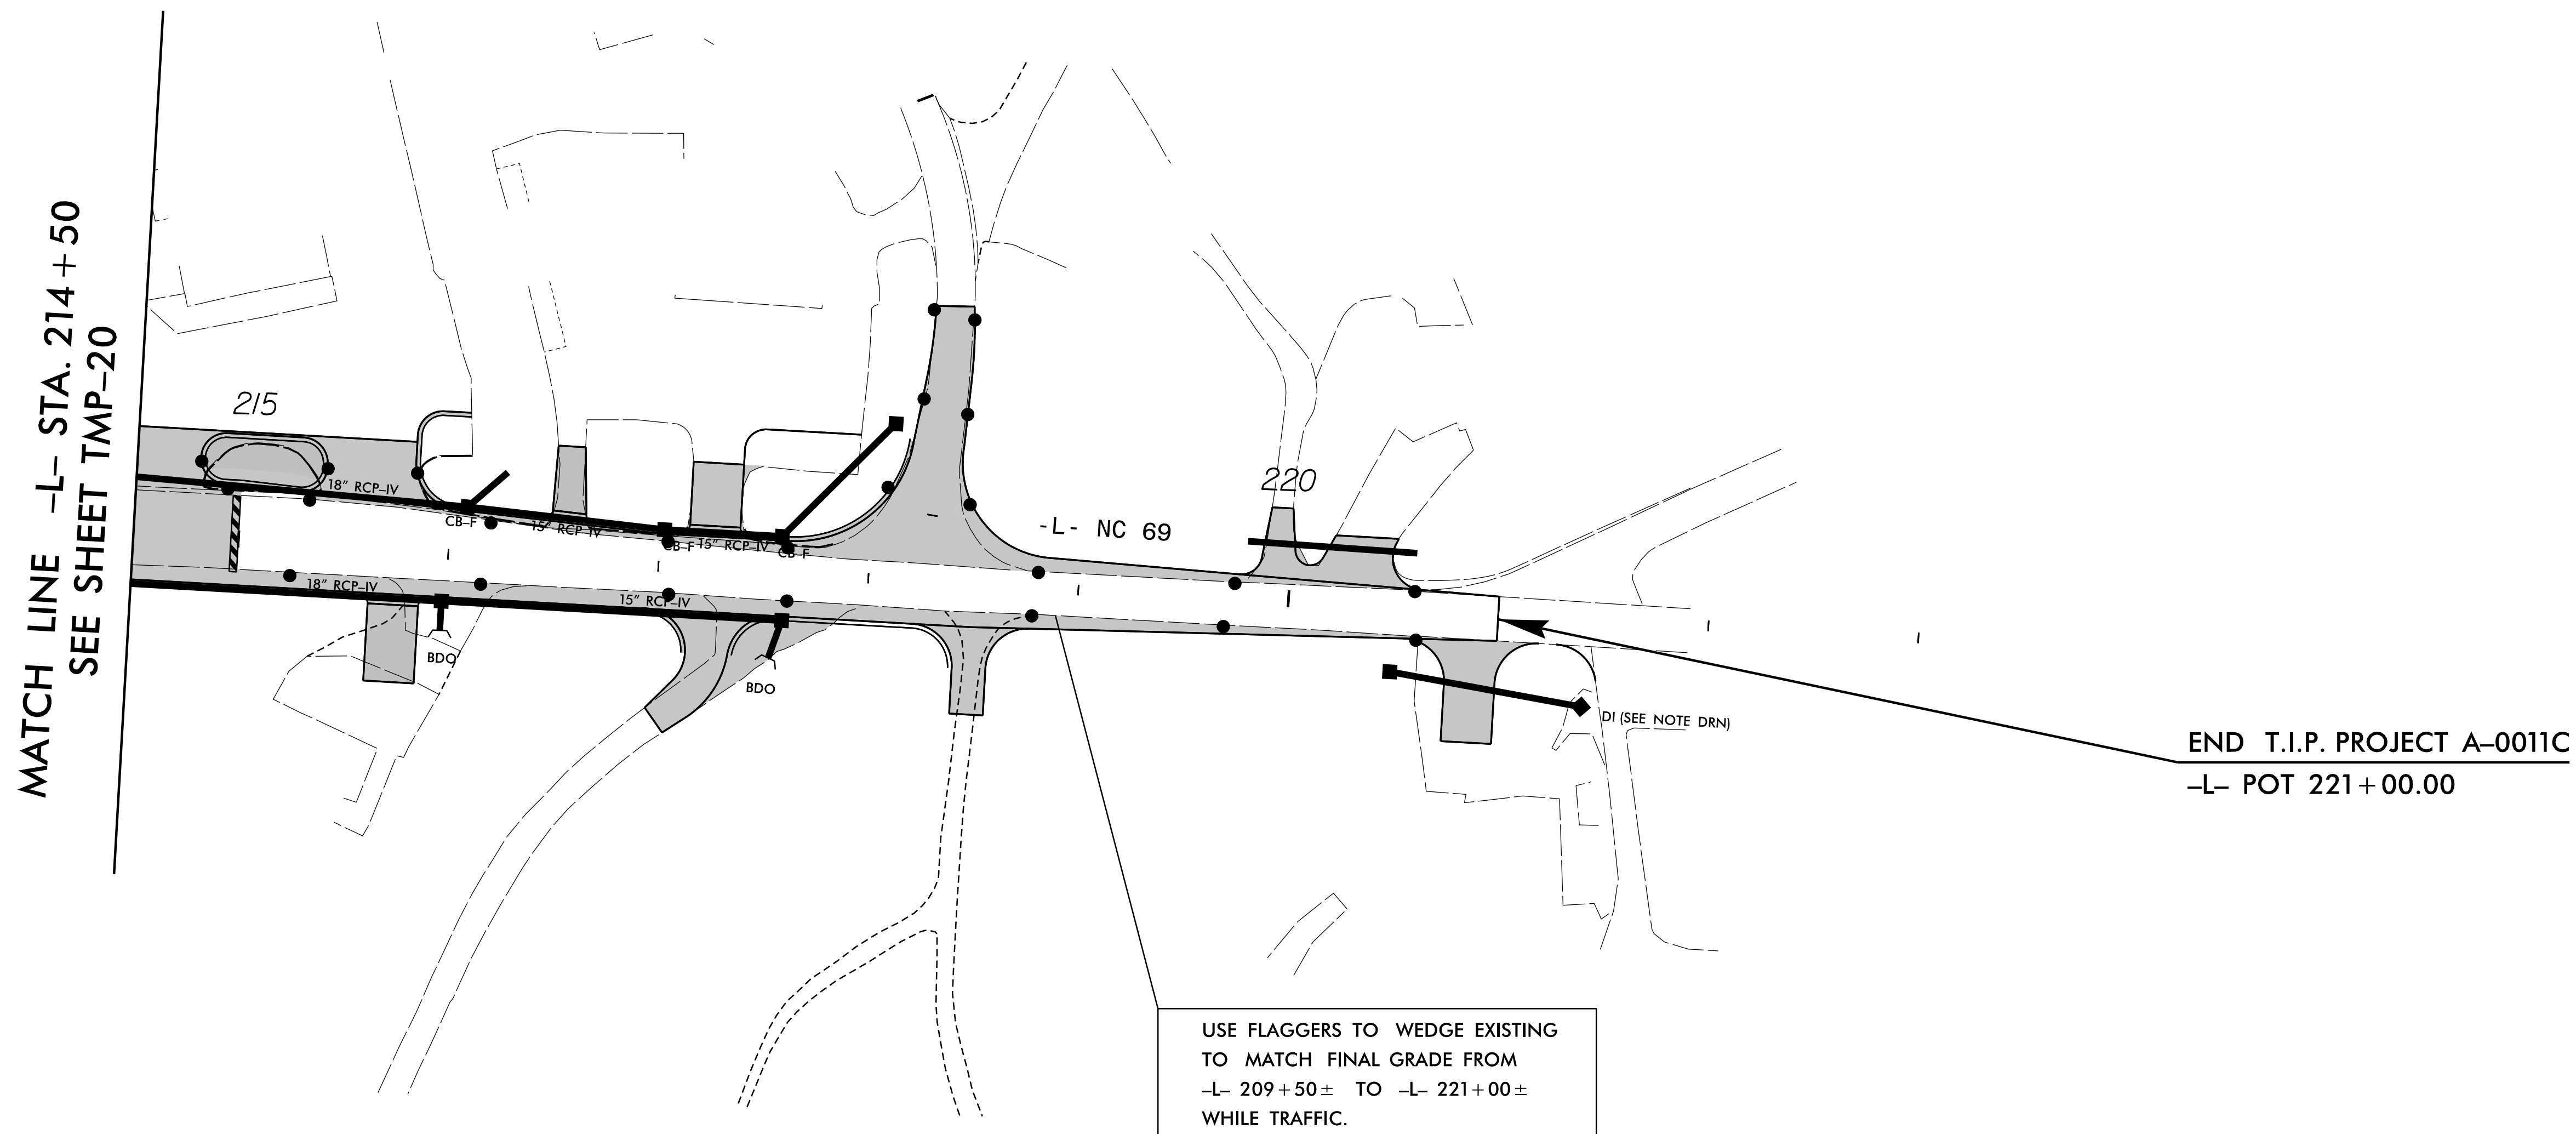 MATCH LINE –L– STA. 214+50
SEE SHEET TMP–20
215
18" RCP–IV
CB–F
15" RCP–IV
CB–F
15" RCP–IV
CB–F
-L- NC 69
220
18" RCP–IV
15" RCP–IV
BDO
BDO
DI (SEE NOTE DRN)
END T.I.P. PROJECT A–0011C
–L– POT 221+00.00
USE FLAGGERS TO WEDGE EXISTING
TO MATCH FINAL GRADE FROM
–L– 209+50± TO –L– 221+00±
WHILE TRAFFIC.